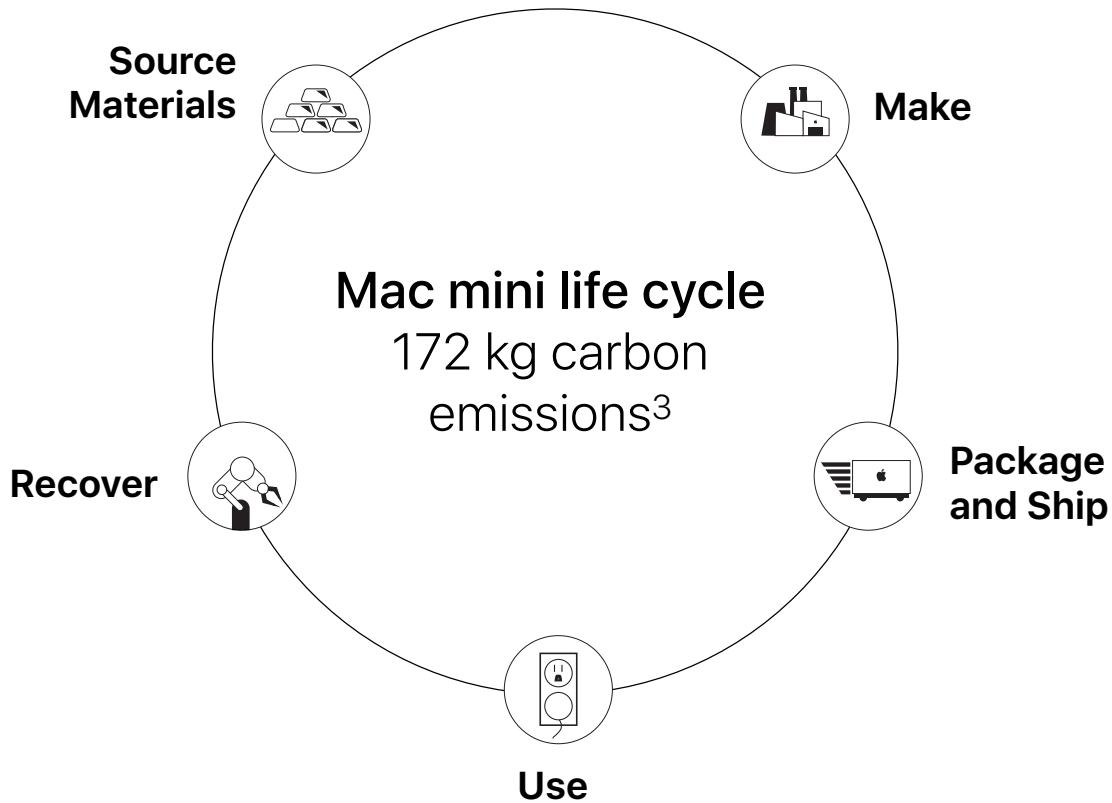 Source
Materials
Make
Mac mini life cycle
172 kg carbon
emissions³
Recover
Package
and Ship
Use